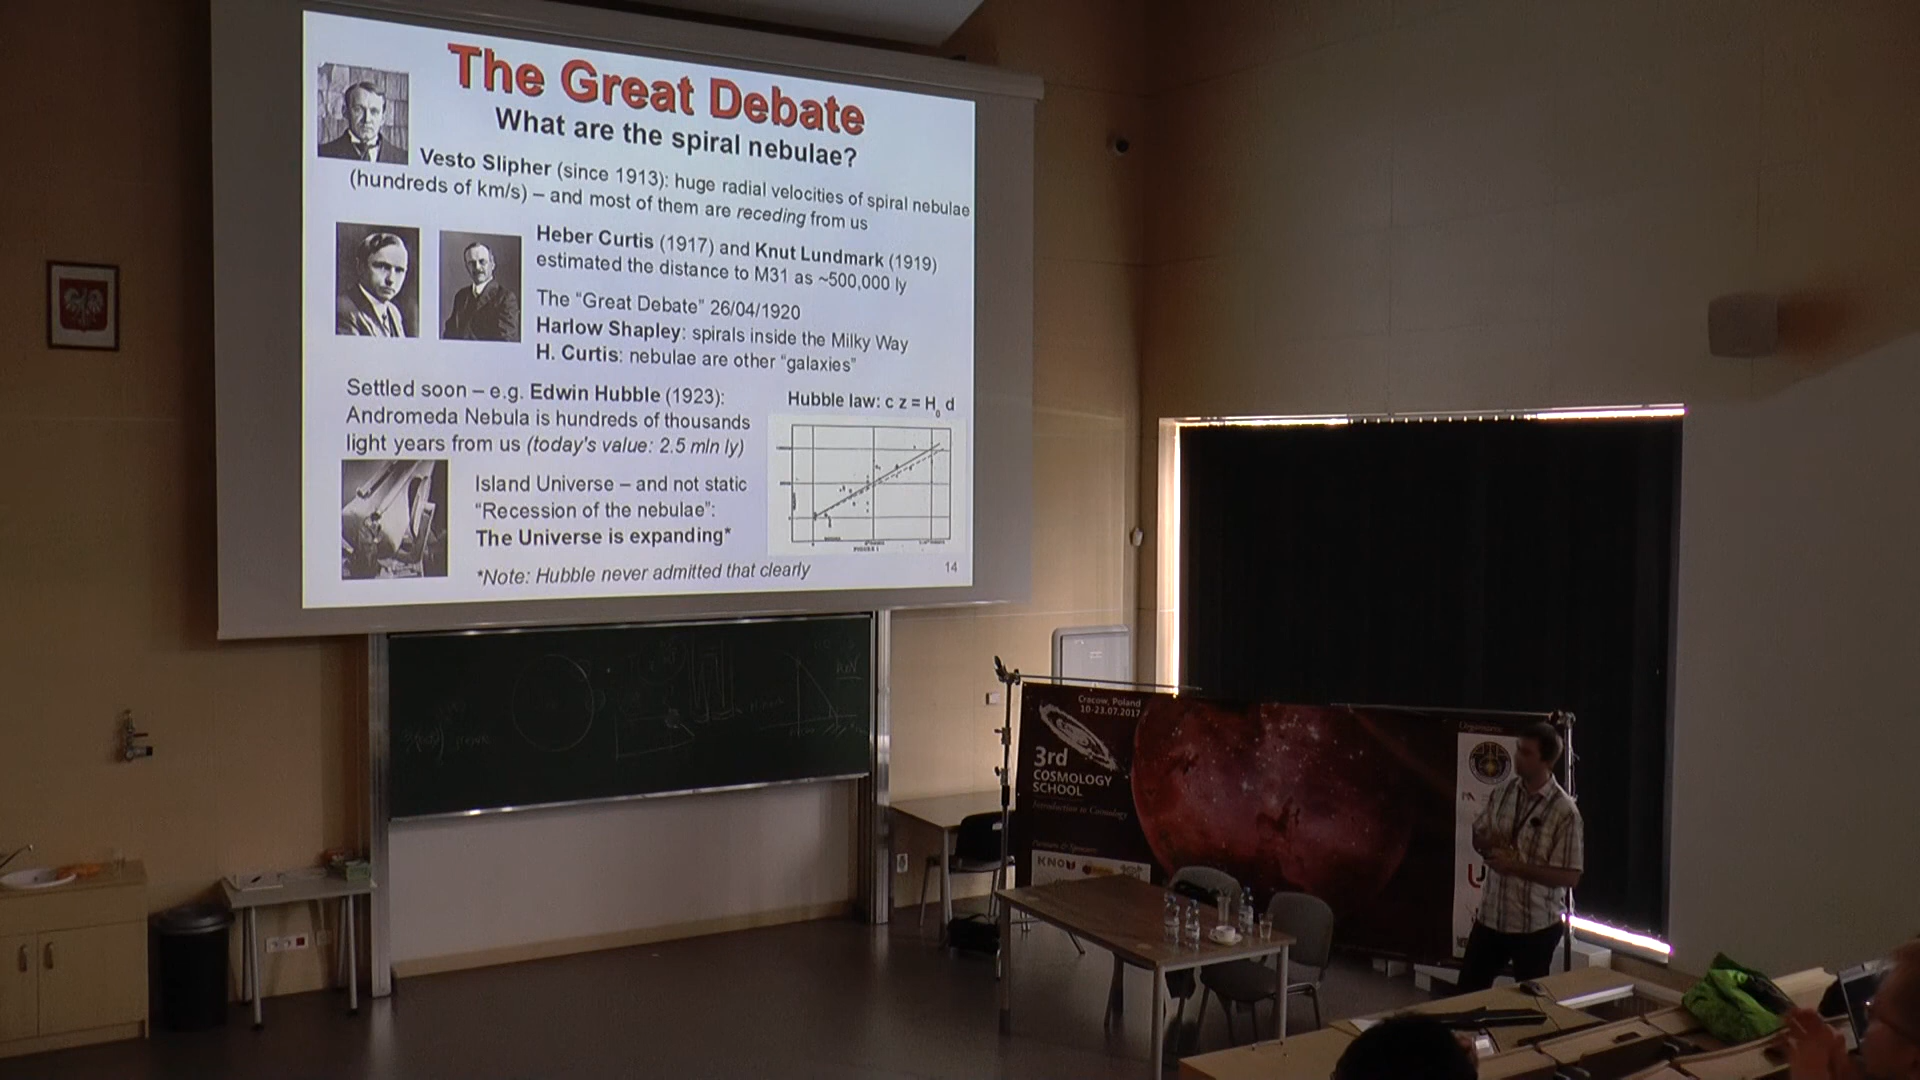 The Great Debate
What are the spiral nebulae?
Vesto Slipher (since 1913): huge radial velocities of spiral nebulae
(hundreds of km/s) – and most of them are receding from us
Heber Curtis (1917) and Knut Lundmark (1919)
estimated the distance to M31 as ~500,000 ly
The “Great Debate” 26/04/1920
Harlow Shapley: spirals inside the Milky Way
H. Curtis: nebulae are other “galaxies”
Settled soon – e.g. Edwin Hubble (1923):
Andromeda Nebula is hundreds of thousands
light years from us (today's value: 2.5 mln ly)
Hubble law: c z = H₀ d
FIGURE 1
Island Universe – and not static
“Recession of the nebulae”:
The Universe is expanding*
*Note: Hubble never admitted that clearly
14
Cracow, Poland
10-23.07.2017
3rd
COSMOLOGY
SCHOOL
Introduction to Cosmology
KNOW